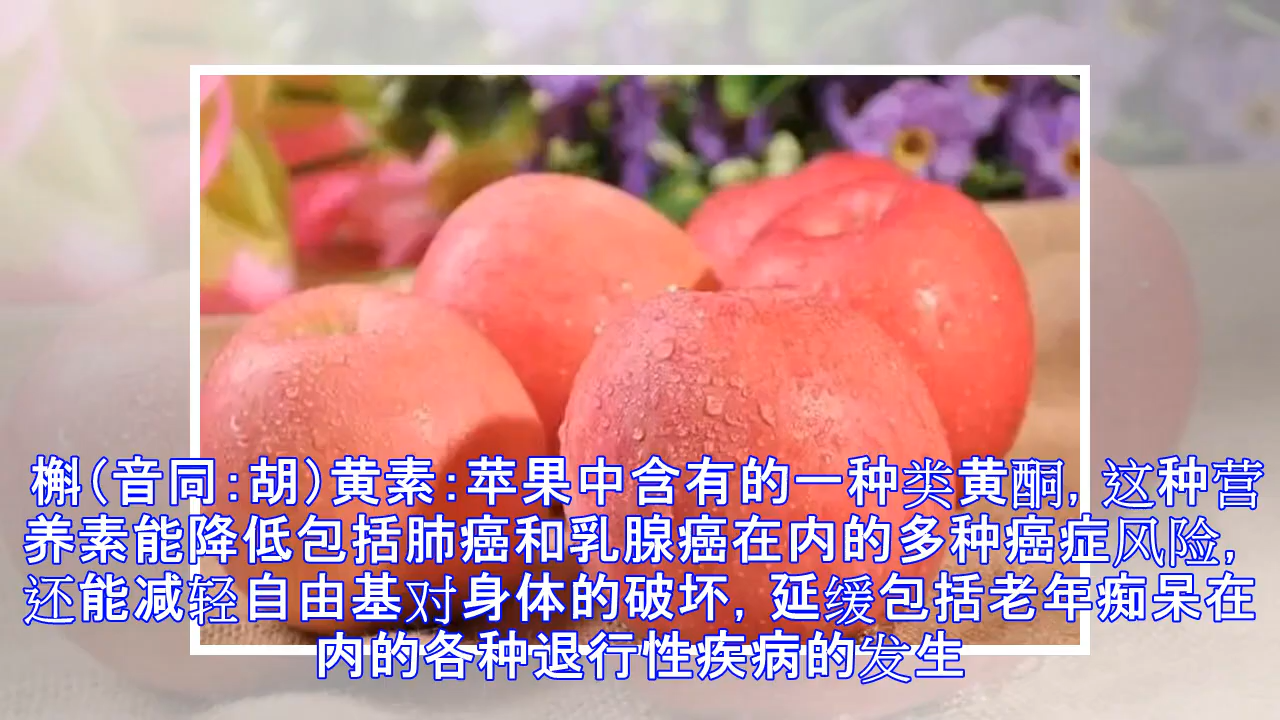 槲(音同:胡)黄素:苹果中含有的一种类黄酮,这种营
养素能降低包括肺癌和乳腺癌在内的多种癌症风险,
还能减轻自由基对身体的破坏,延缓包括老年痴呆在
内的各种退行性疾病的发生